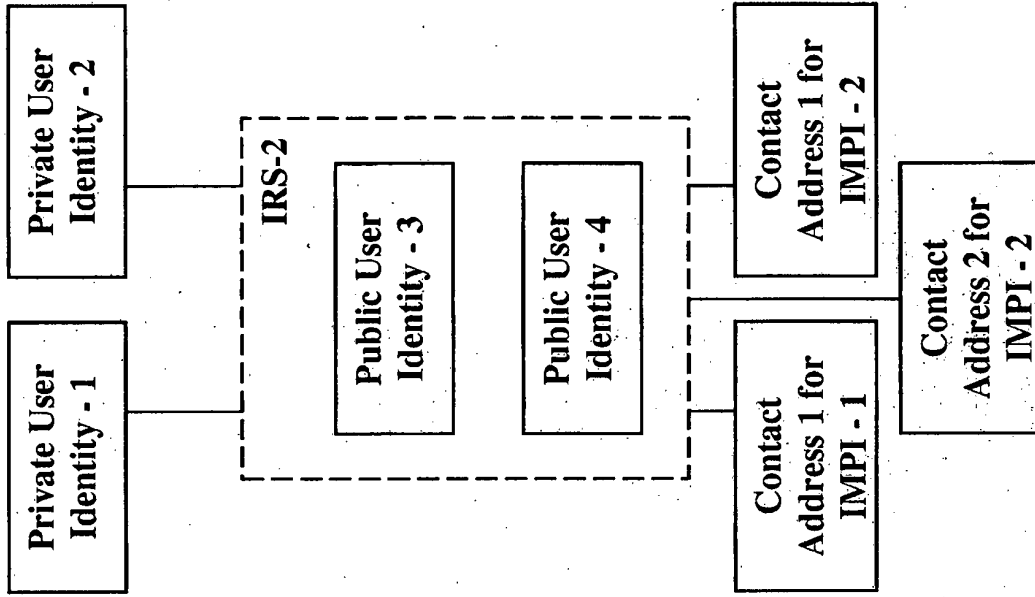 Private User
Identity - 1
Private User
Identity - 2
IRS-2
Public User
Identity - 3
Public User
Identity - 4
Contact
Address 1 for
IMPI - 1
Contact
Address 1 for
IMPI - 2
Contact
Address 2 for
IMPI - 2